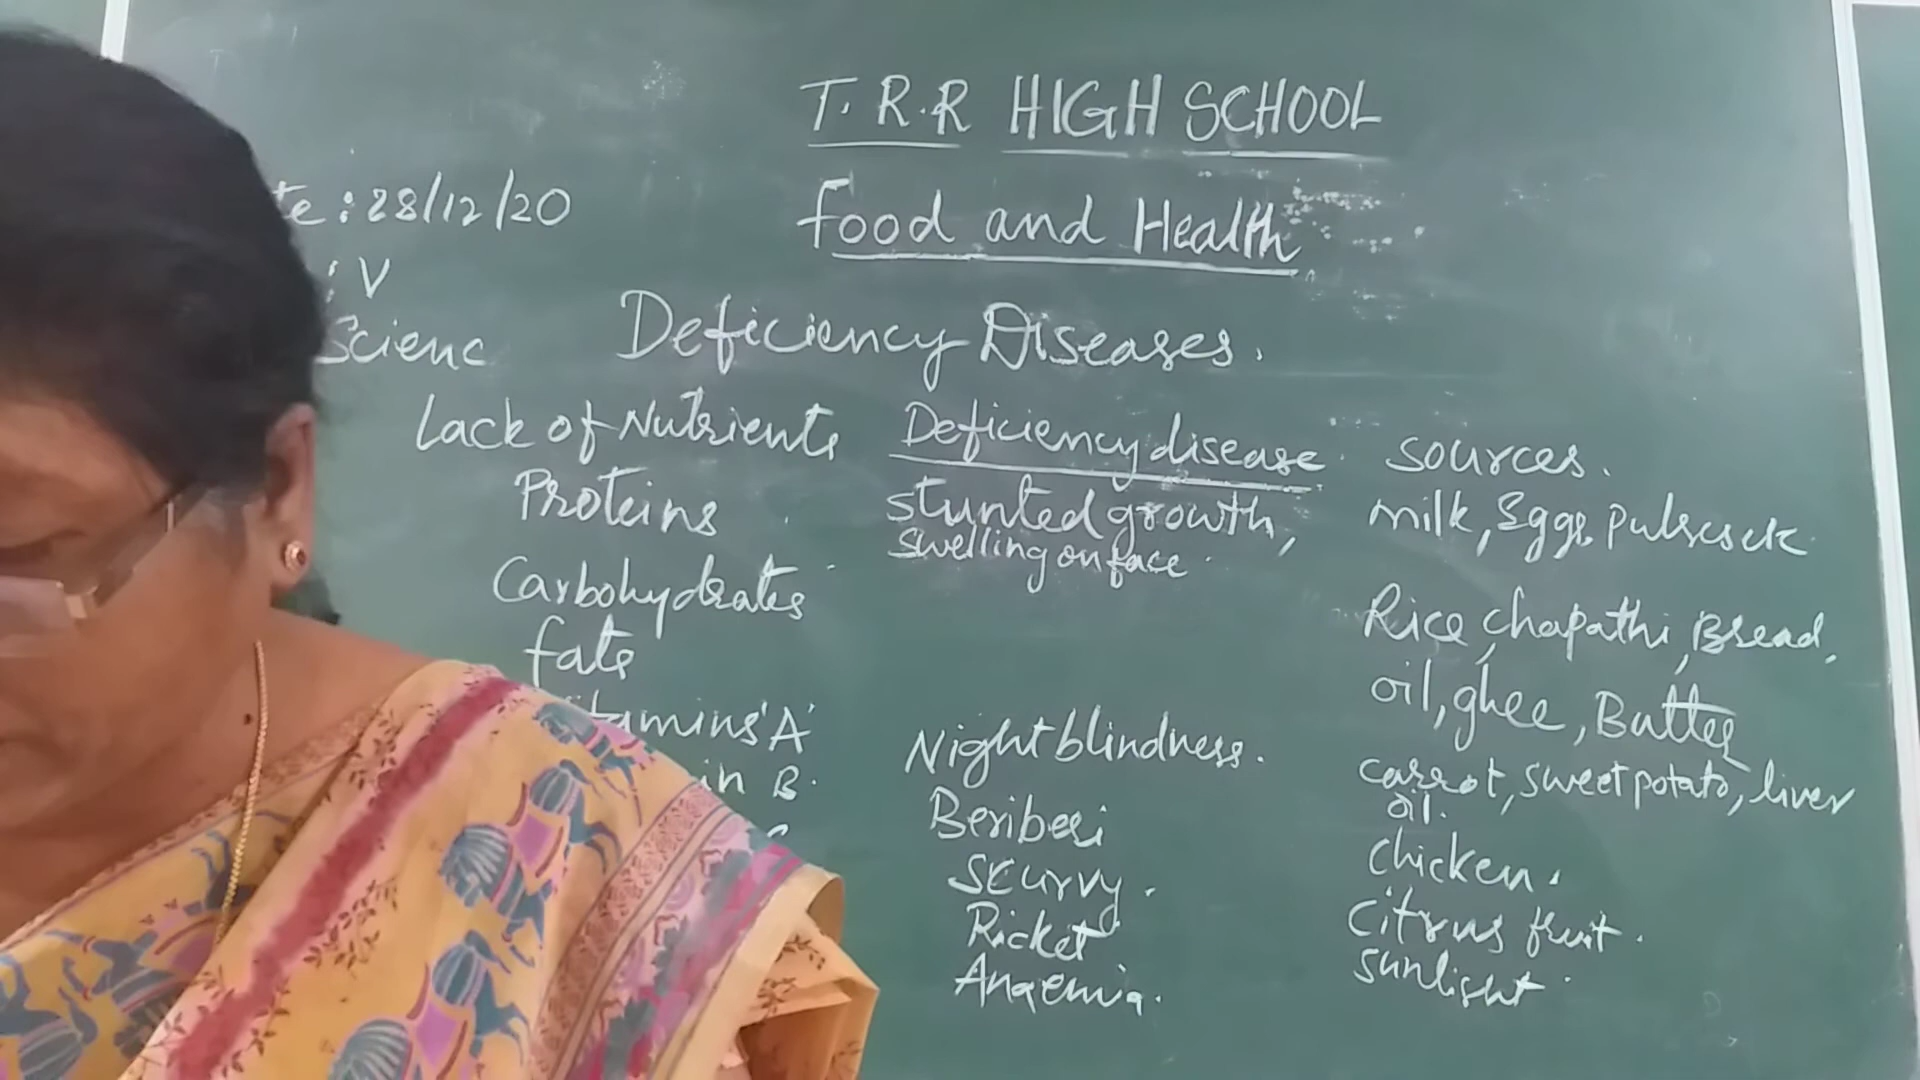 T. R. R HIGH SCHOOL
te : 28/12/20
Food and Health
: V
Scienc
Deficiency Diseases.
Lack of Nutrients Deficiency disease sources.
Proteins stunted growth, milk, Eggs, Pulses etc
swelling on face
Carbohydrates Rice, chapathi, Bread,
fats oil, ghee, Butter
tamins 'A' Night blindness. carrot, sweet potato, liver
oil.
in B. Beriberi chicken.
scurvy. citrus fruit.
Ricket sunlight.
Anaemia.